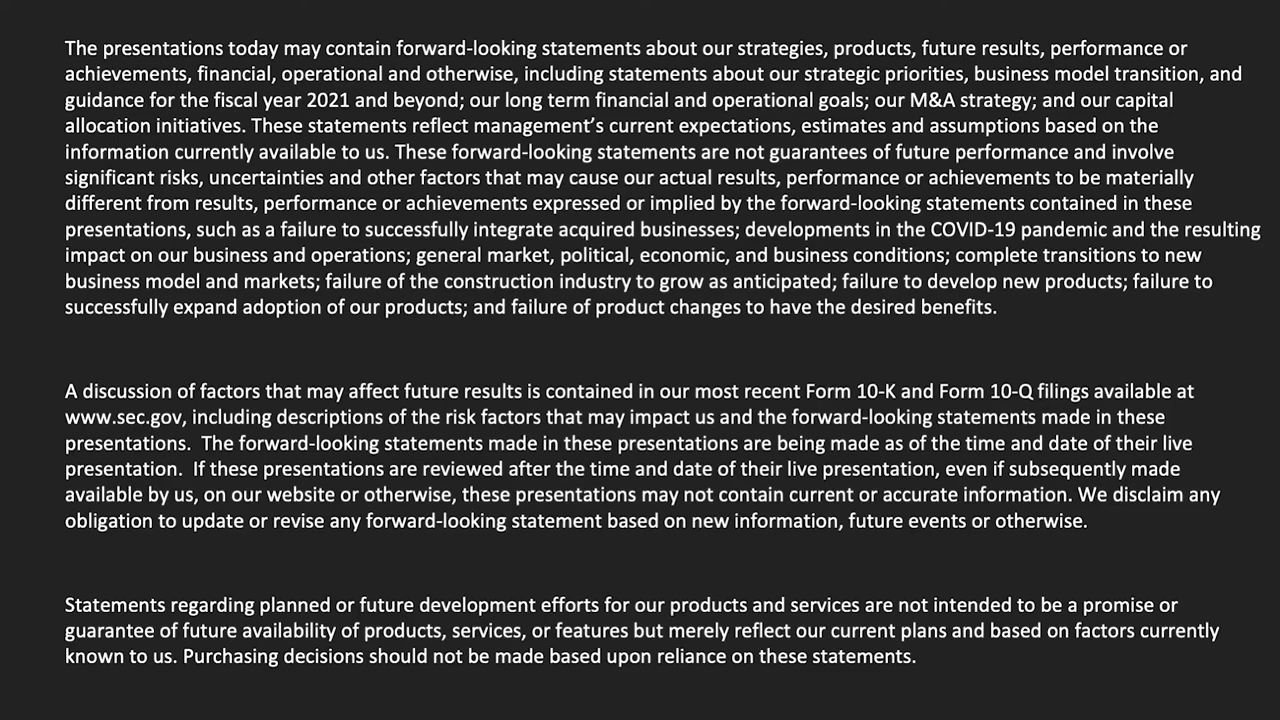 The presentations today may contain forward-looking statements about our strategies, products, future results, performance or
achievements, financial, operational and otherwise, including statements about our strategic priorities, business model transition, and
guidance for the fiscal year 2021 and beyond; our long term financial and operational goals; our M&A strategy; and our capital
allocation initiatives. These statements reflect management’s current expectations, estimates and assumptions based on the
information currently available to us. These forward-looking statements are not guarantees of future performance and involve
significant risks, uncertainties and other factors that may cause our actual results, performance or achievements to be materially
different from results, performance or achievements expressed or implied by the forward-looking statements contained in these
presentations, such as a failure to successfully integrate acquired businesses; developments in the COVID-19 pandemic and the resulting
impact on our business and operations; general market, political, economic, and business conditions; complete transitions to new
business model and markets; failure of the construction industry to grow as anticipated; failure to develop new products; failure to
successfully expand adoption of our products; and failure of product changes to have the desired benefits.
A discussion of factors that may affect future results is contained in our most recent Form 10-K and Form 10-Q filings available at
www.sec.gov, including descriptions of the risk factors that may impact us and the forward-looking statements made in these
presentations.  The forward-looking statements made in these presentations are being made as of the time and date of their live
presentation.  If these presentations are reviewed after the time and date of their live presentation, even if subsequently made
available by us, on our website or otherwise, these presentations may not contain current or accurate information. We disclaim any
obligation to update or revise any forward-looking statement based on new information, future events or otherwise.
Statements regarding planned or future development efforts for our products and services are not intended to be a promise or
guarantee of future availability of products, services, or features but merely reflect our current plans and based on factors currently
known to us. Purchasing decisions should not be made based upon reliance on these statements.